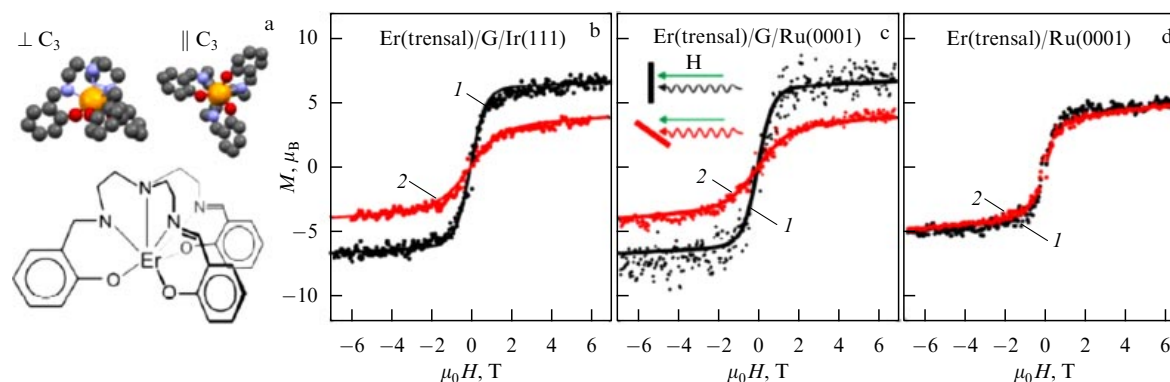 a
⊥ C₃
∥ C₃
N
N
N
N
Er
O
O
O
M, μB
10
5
0
−5
−10
Er(trensal)/G/Ir(111)
b
1
2
−6 −4 −2 0 2 4 6
μ₀H, T
Er(trensal)/G/Ru(0001)
c
H
2
1
−6 −4 −2 0 2 4 6
μ₀H, T
Er(trensal)/Ru(0001)
d
2
1
−6 −4 −2 0 2 4 6
μ₀H, T